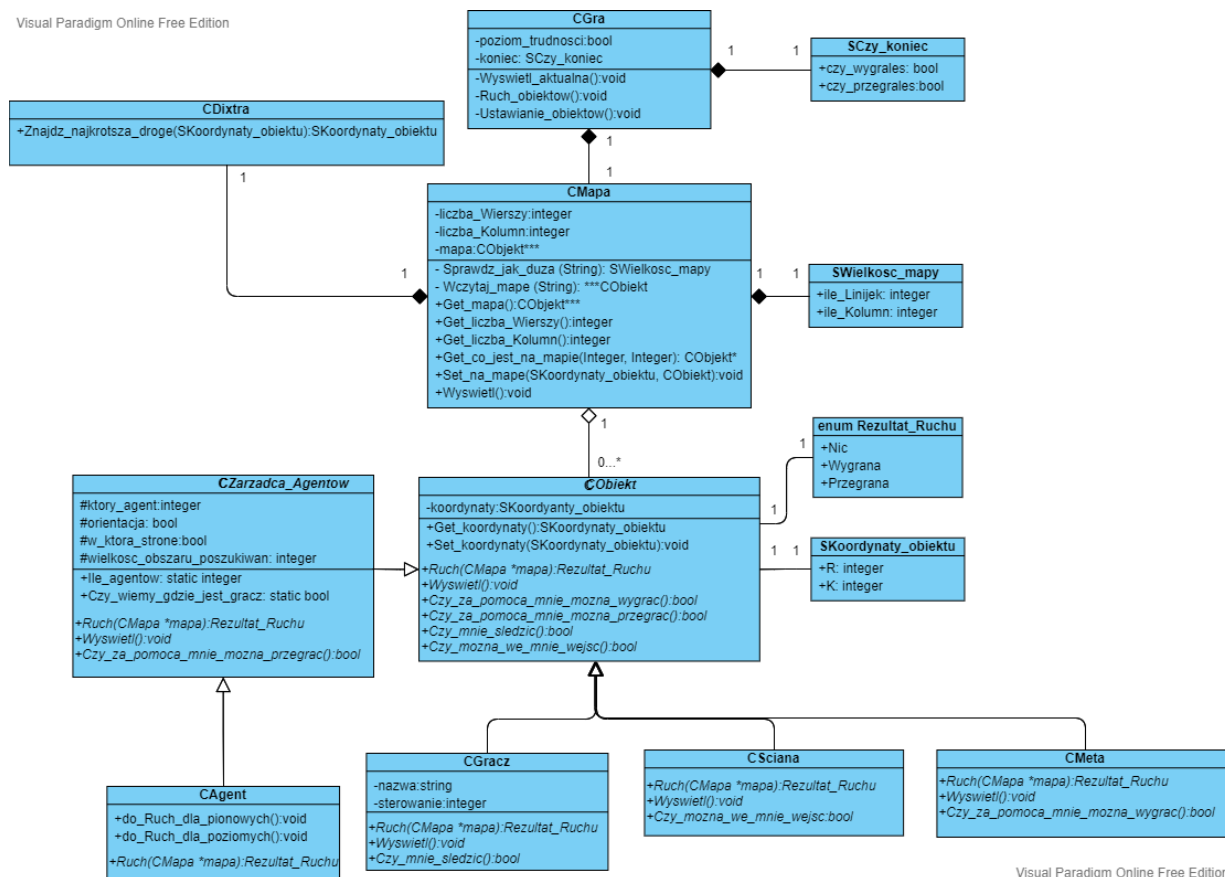 Visual Paradigm Online Free Edition
CGra
-poziom_trudnosci:bool
-koniec: SCzy_koniec
-Wyswietl_aktualna():void
-Ruch_obiektow():void
-Ustawianie_obiektow():void
1
1
SCzy_koniec
+czy_wygrales: bool
+czy_przegrales:bool
CDixtra
+Znajdz_najkrotsza_droge(SKoordynaty_obiektu):SKoordynaty_obiektu
1
1
1
1
CMapa
-liczba_Wierszy:integer
-liczba_Kolumn:integer
-mapa:CObjekt***
- Sprawdz_jak_duza (String): SWielkosc_mapy
- Wczytaj_mape (String): ***CObiekt
+Get_mapa():CObjekt***
+Get_liczba_Wierszy():integer
+Get_liczba_Kolumn():integer
+Get_co_jest_na_mapie(Integer, Integer): CObjekt*
+Set_na_mape(SKoordynaty_obiektu, CObiekt):void
+Wyswietl():void
1
1
SWielkosc_mapy
+ile_Linijek: integer
+ile_Kolumn: integer
1
0...*
enum Rezultat_Ruchu
+Nic
+Wygrana
+Przegrana
1
1
CZarzadca_Agentow
#ktory_agent:integer
#orientacja: bool
#w_ktora_strone:bool
#wielkosc_obszaru_poszukiwan: integer
+Ile_agentow: static integer
+Czy_wiemy_gdzie_jest_gracz: static bool
+Ruch(CMapa *mapa):Rezultat_Ruchu
+Wyswietl():void
+Czy_za_pomoca_mnie_mozna_przegrac():bool
CObiekt
-koordynaty:SKoordyanty_obiektu
+Get_koordynaty():SKoordynaty_obiektu
+Set_koordynaty(SKoordynaty_obiektu):void
+Ruch(CMapa *mapa):Rezultat_Ruchu
+Wyswietl():void
+Czy_za_pomoca_mnie_mozna_wygrac():bool
+Czy_za_pomoca_mnie_mozna_przegrac():bool
+Czy_mnie_sledzic():bool
+Czy_mozna_we_mnie_wejsc():bool
1
1
SKoordynaty_obiektu
+R: integer
+K: integer
CAgent
+do_Ruch_dla_pionowych():void
+do_Ruch_dla_poziomych():void
+Ruch(CMapa *mapa):Rezultat_Ruchu
CGracz
-nazwa:string
-sterowanie:integer
+Ruch(CMapa *mapa):Rezultat_Ruchu
+Wyswietl():void
+Czy_mnie_sledzic():bool
CSciana
+Ruch(CMapa *mapa):Rezultat_Ruchu
+Wyswietl():void
+Czy_mozna_we_mnie_wejsc:bool
CMeta
+Ruch(CMapa *mapa):Rezultat_Ruchu
+Wyswietl():void
+Czy_za_pomoca_mnie_mozna_wygrac():bool
Visual Paradigm Online Free Edition